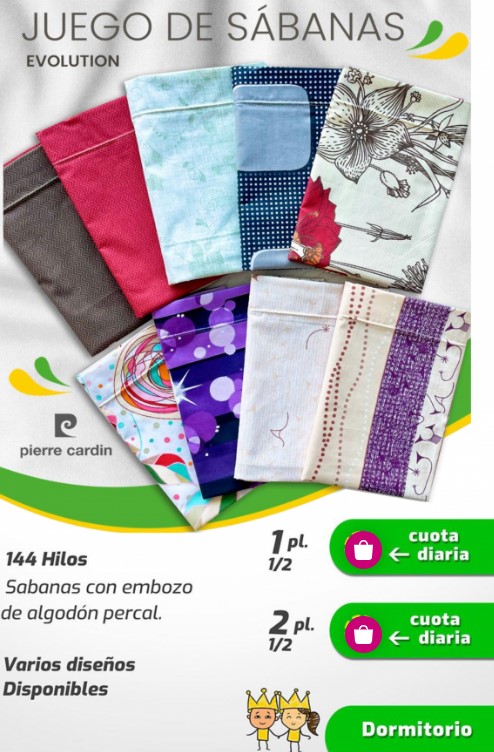 JUEGO DE SÁBANAS
EVOLUTION
pierre cardin
144 Hilos
Sabanas con embozo
de algodón percal.
Varios diseños
Disponibles
1 pl.
1/2
cuota
← diaria
2 pl.
1/2
cuota
← diaria
Dormitorio